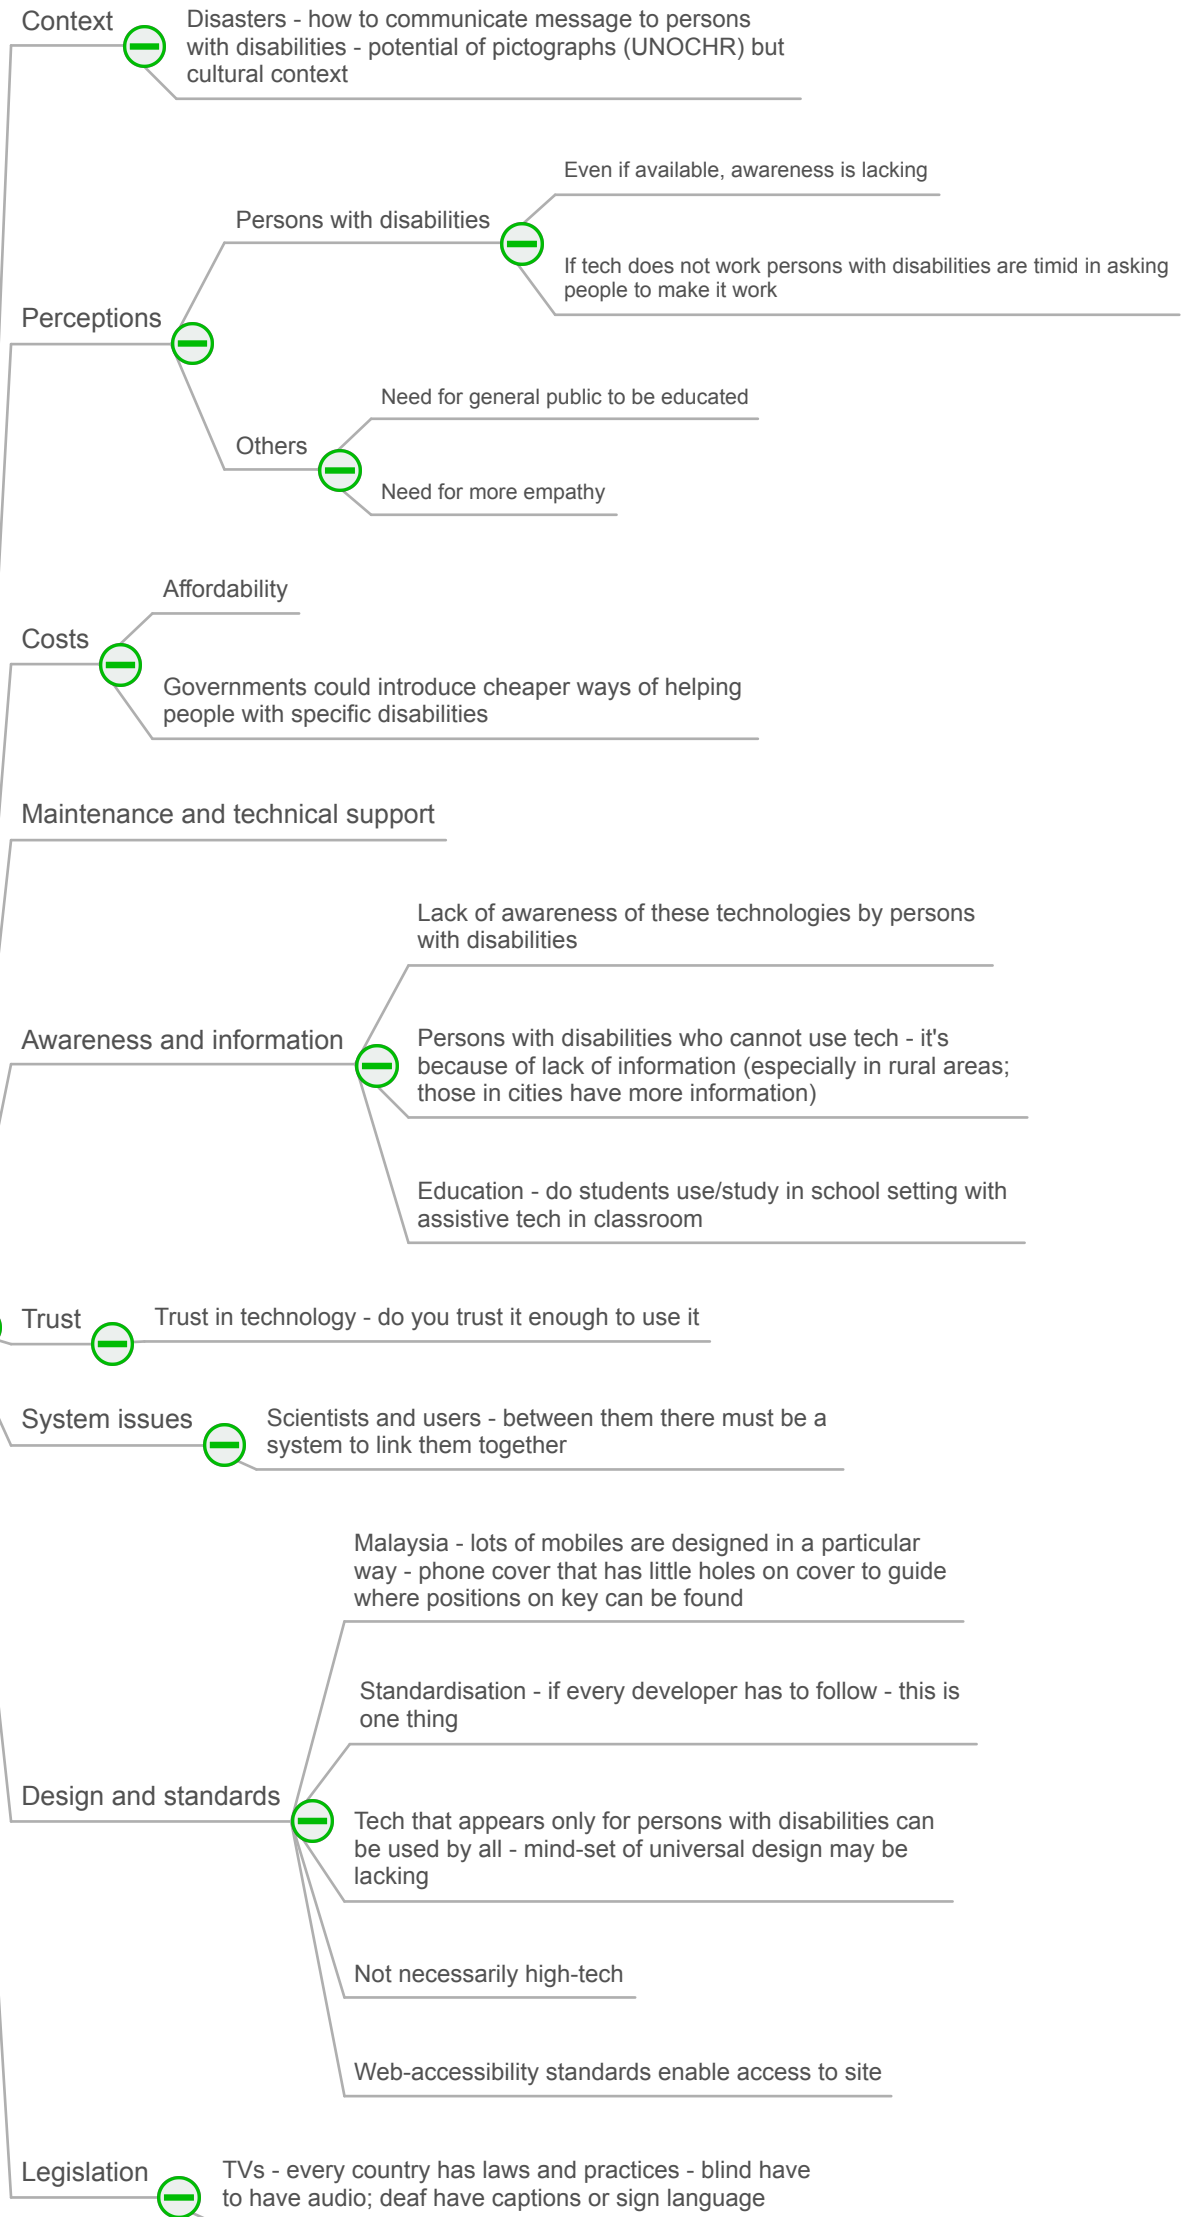 Context
Disasters - how to communicate message to persons
with disabilities - potential of pictographs (UNOCHR) but
cultural context
Even if available, awareness is lacking
Persons with disabilities
If tech does not work persons with disabilities are timid in asking
people to make it work
Perceptions
Need for general public to be educated
Others
Need for more empathy
Affordability
Costs
Governments could introduce cheaper ways of helping
people with specific disabilities
Maintenance and technical support
Lack of awareness of these technologies by persons
with disabilities
Awareness and information
Persons with disabilities who cannot use tech - it's
because of lack of information (especially in rural areas;
those in cities have more information)
Education - do students use/study in school setting with
assistive tech in classroom
Trust
Trust in technology - do you trust it enough to use it
System issues
Scientists and users - between them there must be a
system to link them together
Malaysia - lots of mobiles are designed in a particular
way - phone cover that has little holes on cover to guide
where positions on key can be found
Standardisation - if every developer has to follow - this is
one thing
Design and standards
Tech that appears only for persons with disabilities can
be used by all - mind-set of universal design may be
lacking
Not necessarily high-tech
Web-accessibility standards enable access to site
Legislation
TVs - every country has laws and practices - blind have
to have audio; deaf have captions or sign language